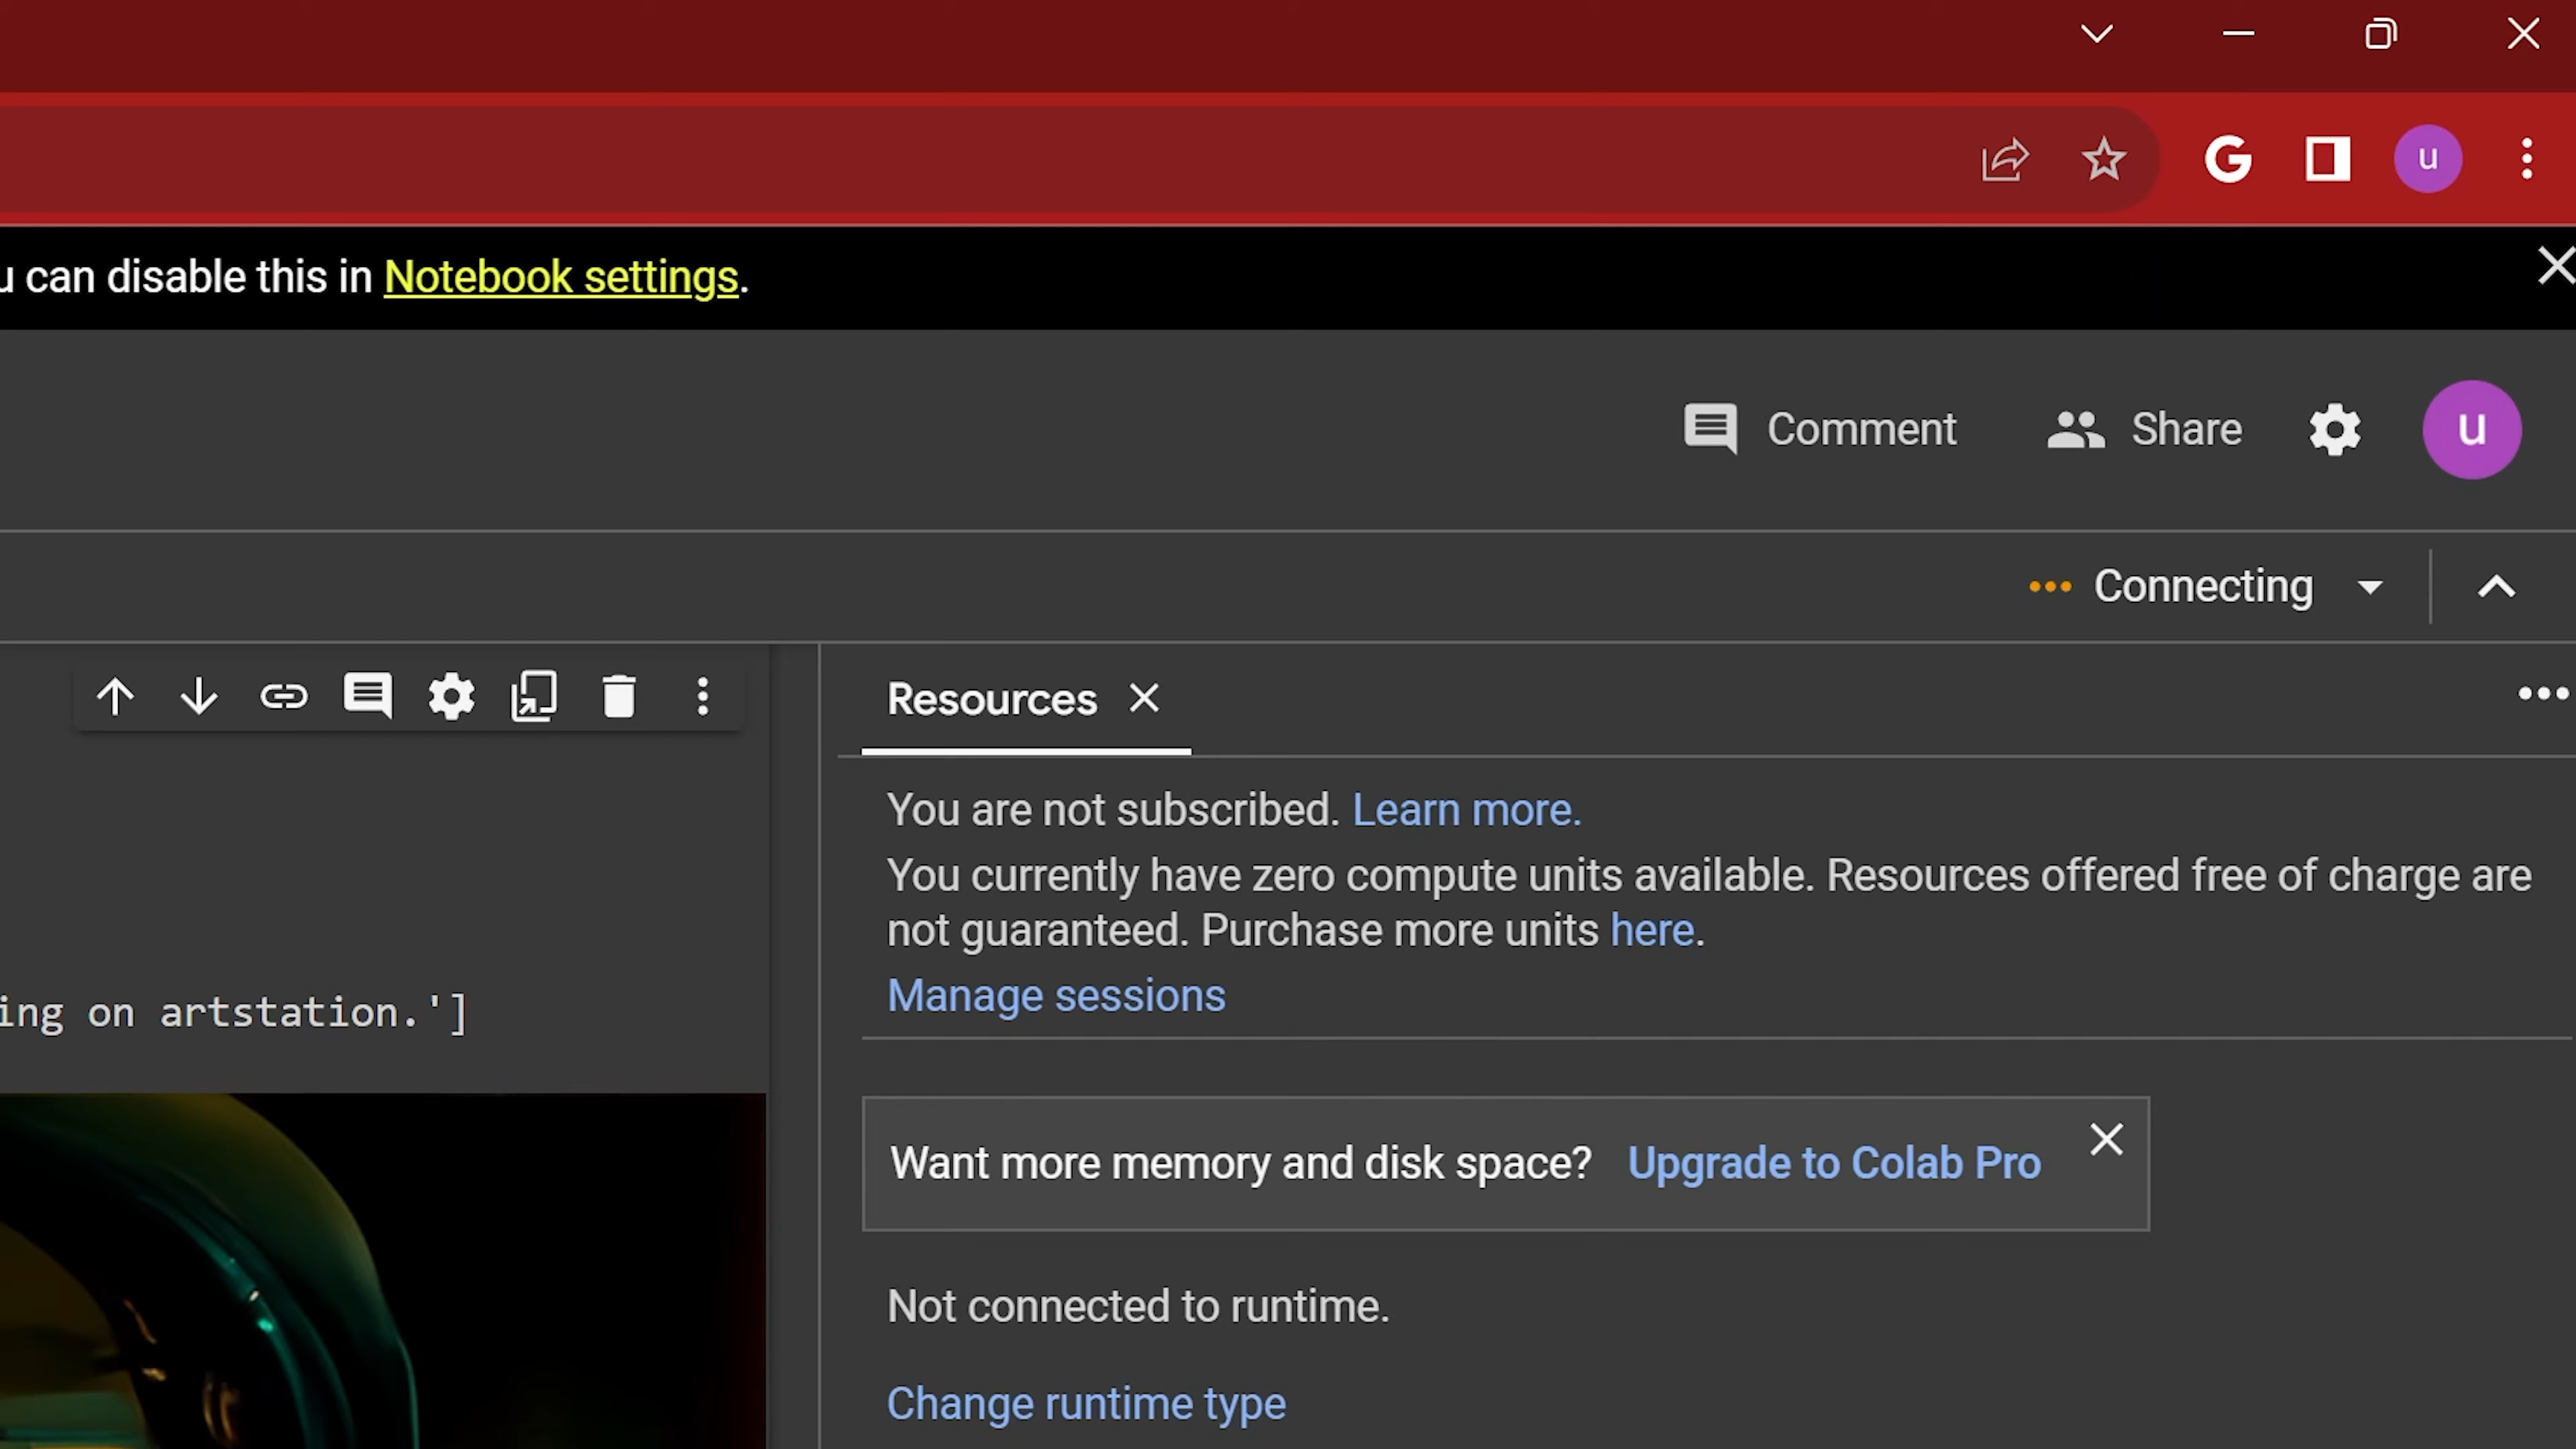 u
u can disable this in Notebook settings.
Comment Share u
Connecting
Resources
You are not subscribed. Learn more.
You currently have zero compute units available. Resources offered free of charge are
not guaranteed. Purchase more units here.
Manage sessions
ing on artstation.']
Want more memory and disk space? Upgrade to Colab Pro
Not connected to runtime.
Change runtime type